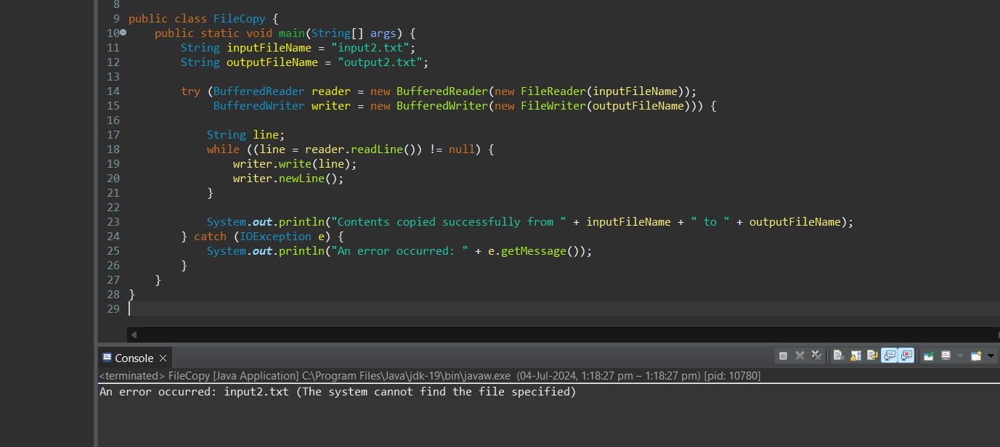 8
9 public class FileCopy {
10 public static void main(String[] args) {
11 String inputFileName = "input2.txt";
12 String outputFileName = "output2.txt";
13
14 try (BufferedReader reader = new BufferedReader(new FileReader(inputFileName));
15 BufferedWriter writer = new BufferedWriter(new FileWriter(outputFileName))) {
16
17 String line;
18 while ((line = reader.readLine()) != null) {
19 writer.write(line);
20 writer.newLine();
21 }
22
23 System.out.println("Contents copied successfully from " + inputFileName + " to " + outputFileName);
24 } catch (IOException e) {
25 System.out.println("An error occurred: " + e.getMessage());
26 }
27 }
28 }
29
Console
<terminated> FileCopy [Java Application] C:\Program Files\Java\jdk-19\bin\javaw.exe (04-Jul-2024, 1:18:27 pm – 1:18:27 pm) [pid: 10780]
An error occurred: input2.txt (The system cannot find the file specified)